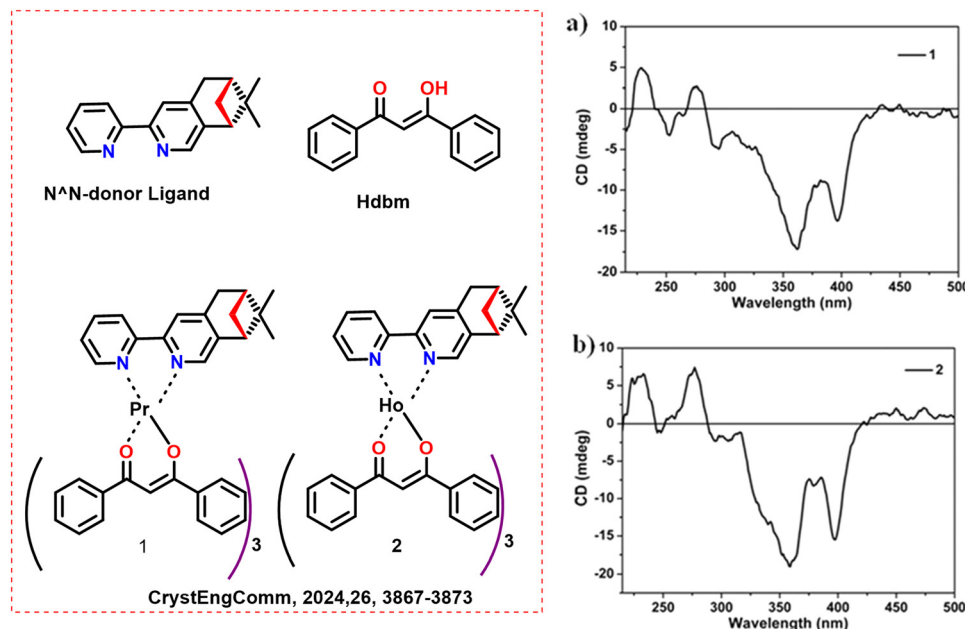 N
N
N^N-donor Ligand
O
OH
Hdbm
N
N
Pr
O
O
1
3
N
N
Ho
O
O
2
3
CrystEngComm, 2024,26, 3867-3873
a)
1
CD (mdeg)
10
5
0
-5
-10
-15
-20
250 300 350 400 450 500
Wavelength (nm)
b)
2
CD (mdeg)
10
5
0
-5
-10
-15
-20
250 300 350 400 450 500
Wavelength (nm)